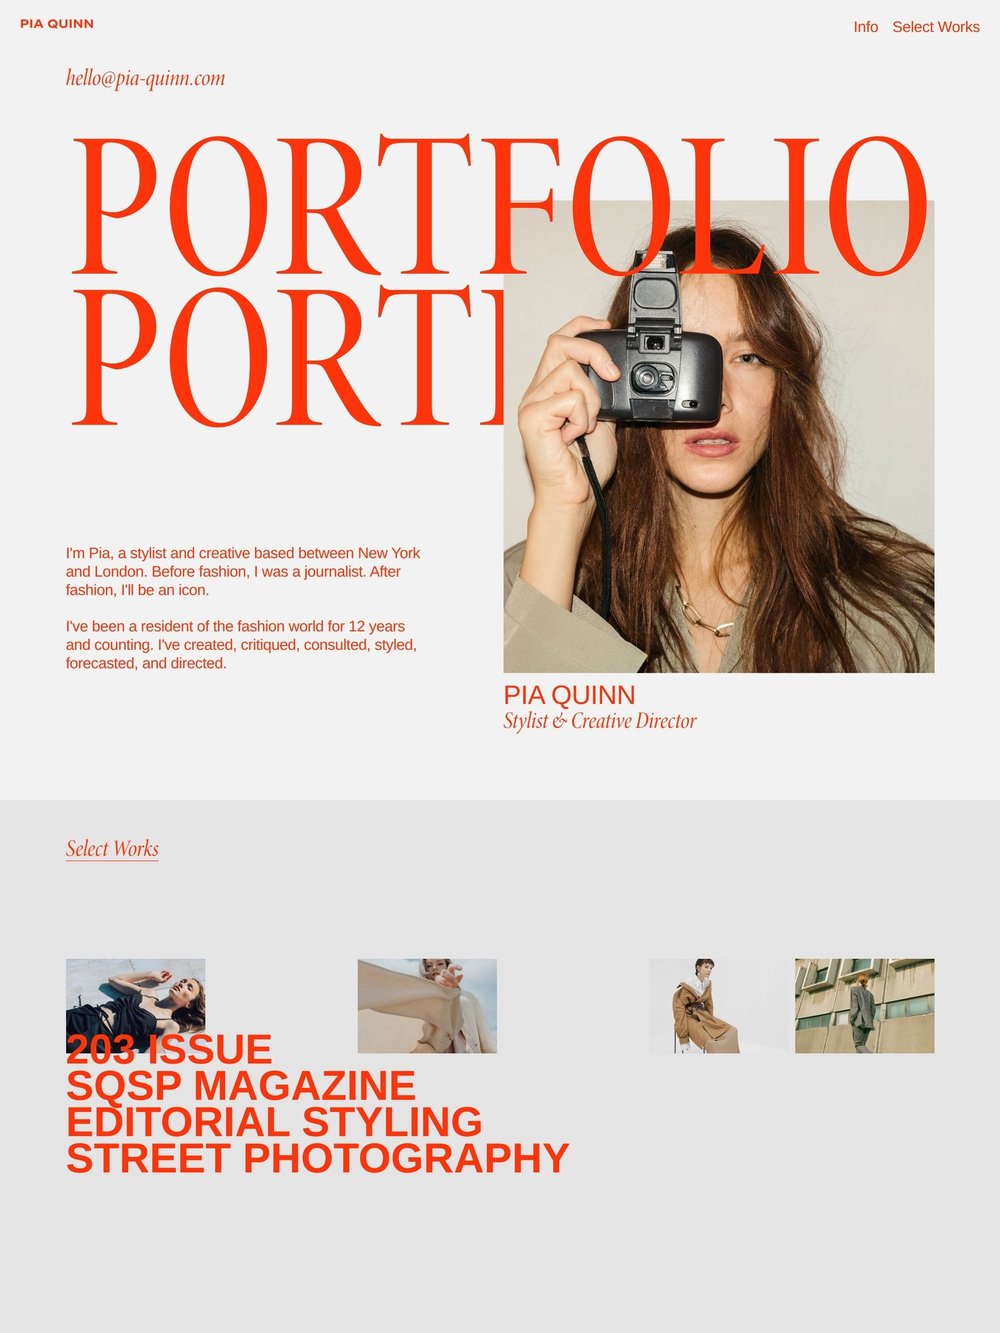 PIA QUINN
Info Select Works
hello@pia-quinn.com
PORTFOLIO
PORTF
I'm Pia, a stylist and creative based between New York
and London. Before fashion, I was a journalist. After
fashion, I'll be an icon.
I've been a resident of the fashion world for 12 years
and counting. I've created, critiqued, consulted, styled,
forecasted, and directed.
PIA QUINN
Stylist & Creative Director
Select Works
203 ISSUE
SQSP MAGAZINE
EDITORIAL STYLING
STREET PHOTOGRAPHY